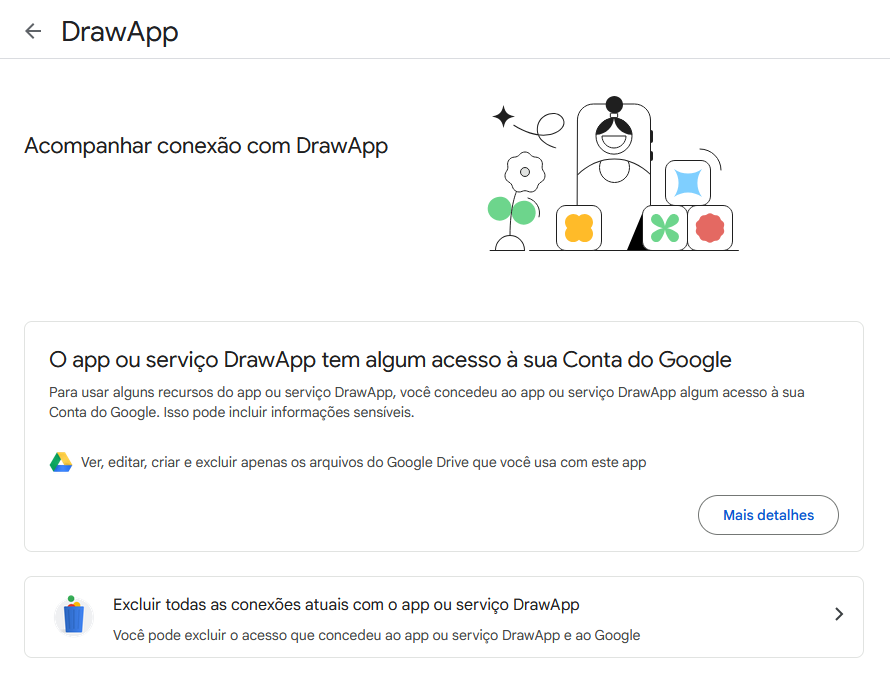 DrawApp
Acompanhar conexão com DrawApp
O app ou serviço DrawApp tem algum acesso à sua Conta do Google
Para usar alguns recursos do app ou serviço DrawApp, você concedeu ao app ou serviço DrawApp algum acesso à sua
Conta do Google. Isso pode incluir informações sensíveis.
Ver, editar, criar e excluir apenas os arquivos do Google Drive que você usa com este app
Mais detalhes
Excluir todas as conexões atuais com o app ou serviço DrawApp
Você pode excluir o acesso que concedeu ao app ou serviço DrawApp e ao Google